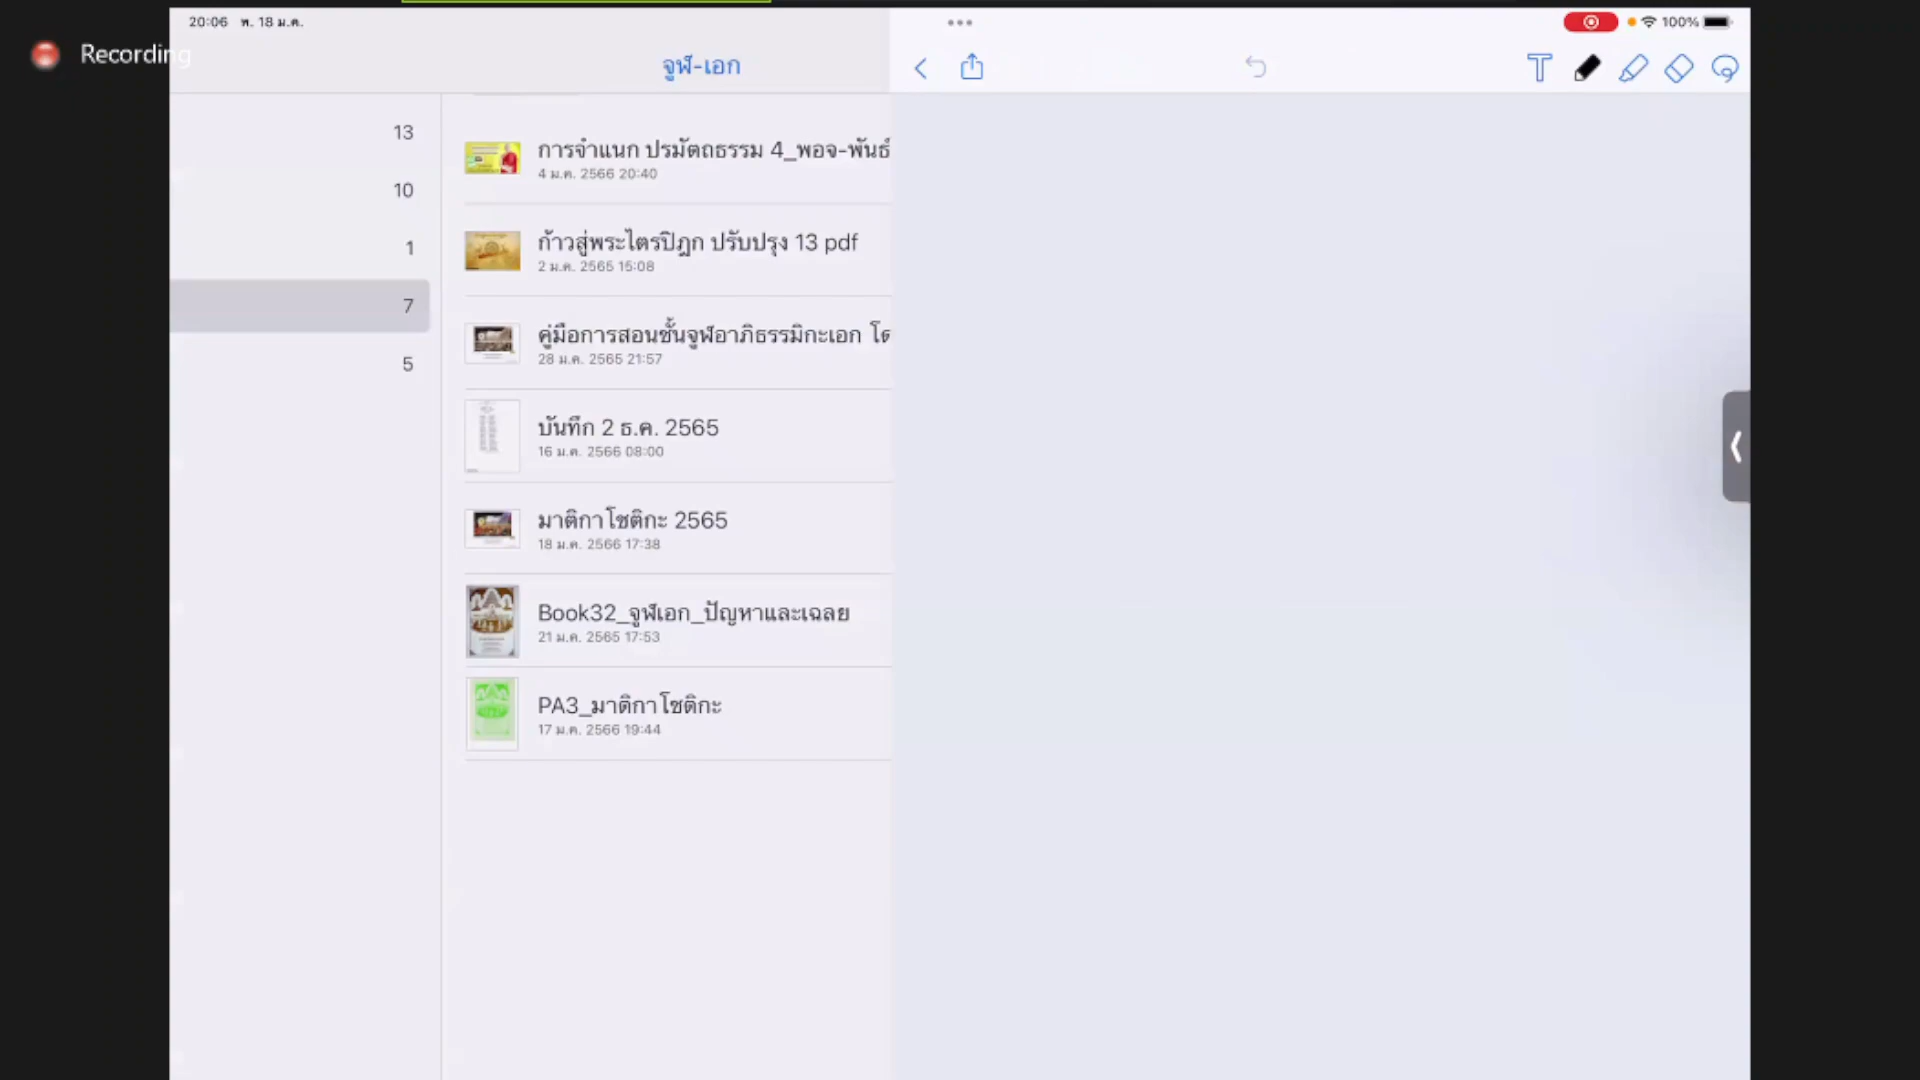 20:06 พ. 18 ม.ค.
100%
Recording
จูฬ-เอก
13
10
1
7
5
การจำแนก ปรมัตถธรรม 4_พอจ-พันธ์
4 ม.ค. 2566 20:40
ก้าวสู่พระไตรปิฎก ปรับปรุง 13 pdf
2 ม.ค. 2565 15:08
คู่มือการสอนชั้นจูฬอาภิธรรมิกะเอก โด
28 ม.ค. 2565 21:57
บันทึก 2 ธ.ค. 2565
16 ม.ค. 2566 08:00
มาติกาโชติกะ 2565
18 ม.ค. 2566 17:38
Book32_จูฬเอก_ปัญหาและเฉลย
21 ม.ค. 2565 17:53
PA3_มาติกาโชติกะ
17 ม.ค. 2566 19:44